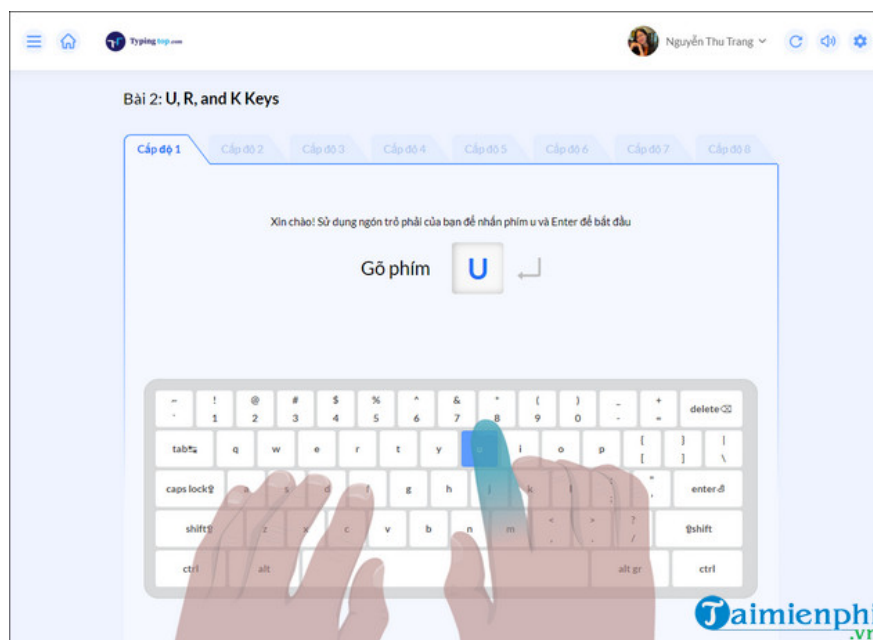 Typingtop.com
Nguyễn Thu Trang
Bài 2: U, R, and K Keys
Cấp độ 1 Cấp độ 2 Cấp độ 3 Cấp độ 4 Cấp độ 5 Cấp độ 6 Cấp độ 7 Cấp độ 8
Xin chào! Sử dụng ngón trỏ phải của bạn để nhấn phím u và Enter để bắt đầu
Gõ phím U
~ ! @ # $ % ^ & * ( ) _ +
` 1 2 3 4 5 6 7 8 9 0 - = delete
tab q w e r t y u i o p { } |
[ ] \
caps lock a s d f g h j k l : "
; ' enter
shift z x c v b n m < > ?
, . / shift
ctrl alt alt gr ctrl
Taimienphi
.vn